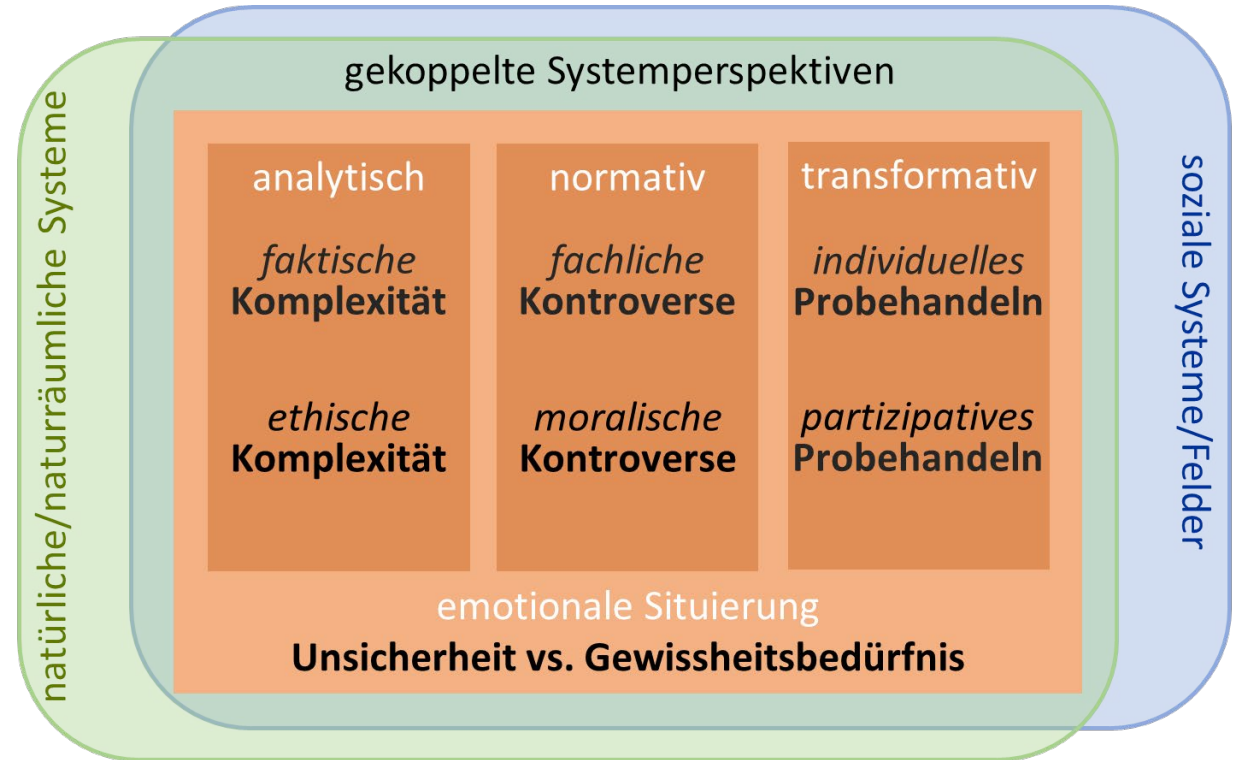 gekoppelte Systemperspektiven
natürliche/naturräumliche Systeme
analytisch
faktische
Komplexität
ethische
Komplexität
normativ
fachliche
Kontroverse
moralische
Kontroverse
transformativ
individuelles
Probehandeln
partizipatives
Probehandeln
emotionale Situierung
Unsicherheit vs. Gewissheitsbedürfnis
soziale Systeme/Felder